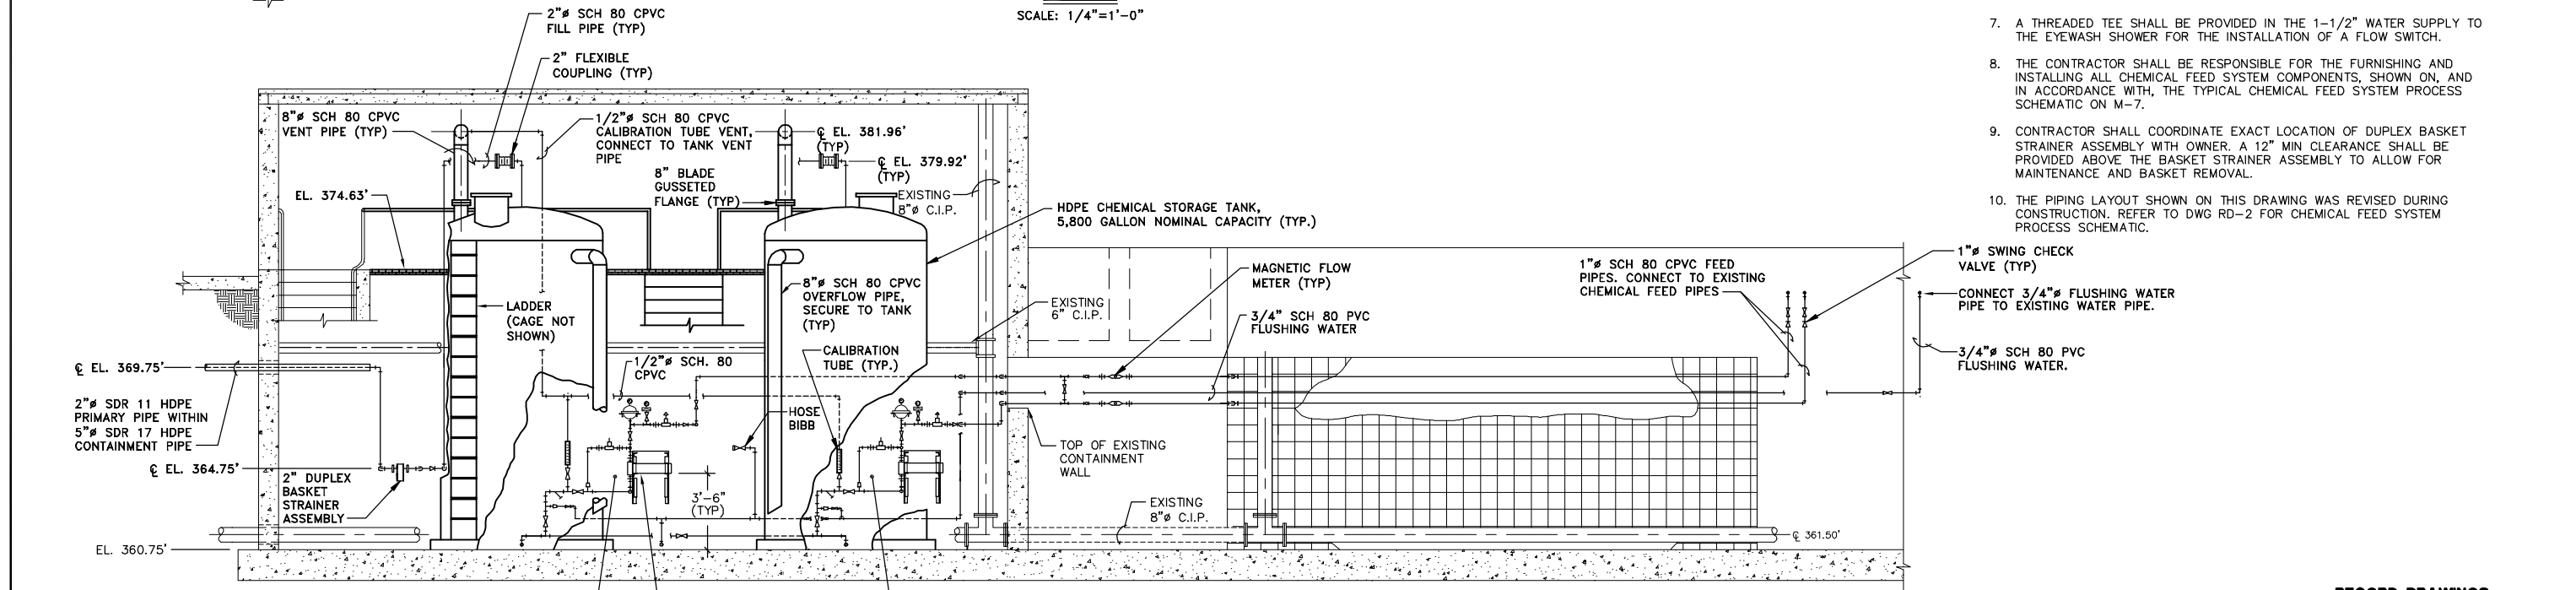 SCALE: 1/4"=1'-0"
2"ø SCH 80 CPVC
FILL PIPE (TYP)
2" FLEXIBLE
COUPLING (TYP)
8"ø SCH 80 CPVC
VENT PIPE (TYP)
1/2"ø SCH 80 CPVC
CALIBRATION TUBE VENT,
CONNECT TO TANK VENT
PIPE
℄ EL. 381.96'
(TYP)
℄ EL. 379.92'
(TYP)
8" BLADE
GUSSETED
FLANGE (TYP)
EXISTING
8"ø C.I.P.
EL. 374.63'
HDPE CHEMICAL STORAGE TANK,
5,800 GALLON NOMINAL CAPACITY (TYP.)
LADDER
(CAGE NOT
SHOWN)
8"ø SCH 80 CPVC
OVERFLOW PIPE,
SECURE TO TANK
(TYP)
MAGNETIC FLOW
METER (TYP)
EXISTING
6" C.I.P.
3/4" SCH 80 PVC
FLUSHING WATER
1"ø SCH 80 CPVC FEED
PIPES. CONNECT TO EXISTING
CHEMICAL FEED PIPES
1"ø SWING CHECK
VALVE (TYP)
CONNECT 3/4"ø FLUSHING WATER
PIPE TO EXISTING WATER PIPE.
3/4"ø SCH 80 PVC
FLUSHING WATER.
1/2"ø SCH. 80
CPVC
CALIBRATION
TUBE (TYP.)
℄ EL. 369.75'
2"ø SDR 11 HDPE
PRIMARY PIPE WITHIN
5"ø SDR 17 HDPE
CONTAINMENT PIPE
HOSE
BIBB
℄ EL. 364.75'
2" DUPLEX
BASKET
STRAINER
ASSEMBLY
3'-6"
(TYP)
TOP OF EXISTING
CONTAINMENT
WALL
EXISTING
8"ø C.I.P.
EL. 360.75'
℄ 361.50'
7. A THREADED TEE SHALL BE PROVIDED IN THE 1-1/2" WATER SUPPLY TO
THE EYEWASH SHOWER FOR THE INSTALLATION OF A FLOW SWITCH.
8. THE CONTRACTOR SHALL BE RESPONSIBLE FOR THE FURNISHING AND
INSTALLING ALL CHEMICAL FEED SYSTEM COMPONENTS, SHOWN ON, AND
IN ACCORDANCE WITH, THE TYPICAL CHEMICAL FEED SYSTEM PROCESS
SCHEMATIC ON M-7.
9. CONTRACTOR SHALL COORDINATE EXACT LOCATION OF DUPLEX BASKET
STRAINER ASSEMBLY WITH OWNER. A 12" MIN CLEARANCE SHALL BE
PROVIDED ABOVE THE BASKET STRAINER ASSEMBLY TO ALLOW FOR
MAINTENANCE AND BASKET REMOVAL.
10. THE PIPING LAYOUT SHOWN ON THIS DRAWING WAS REVISED DURING
CONSTRUCTION. REFER TO DWG RD-2 FOR CHEMICAL FEED SYSTEM
PROCESS SCHEMATIC.